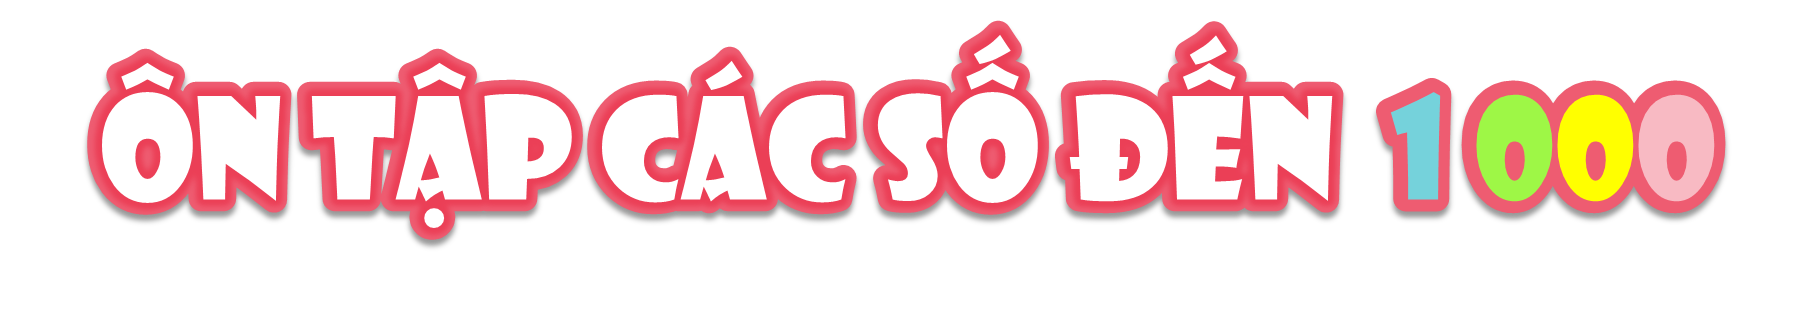 ÔN TẬP CÁC SỐ ĐẾN 1000